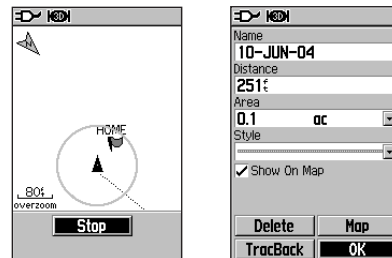 N
HOME
80ft
overzoom
Stop
Name
10-JUN-04
Distance
251ft
Area
0.1 ac
Style
Show On Map
Delete Map
TracBack OK